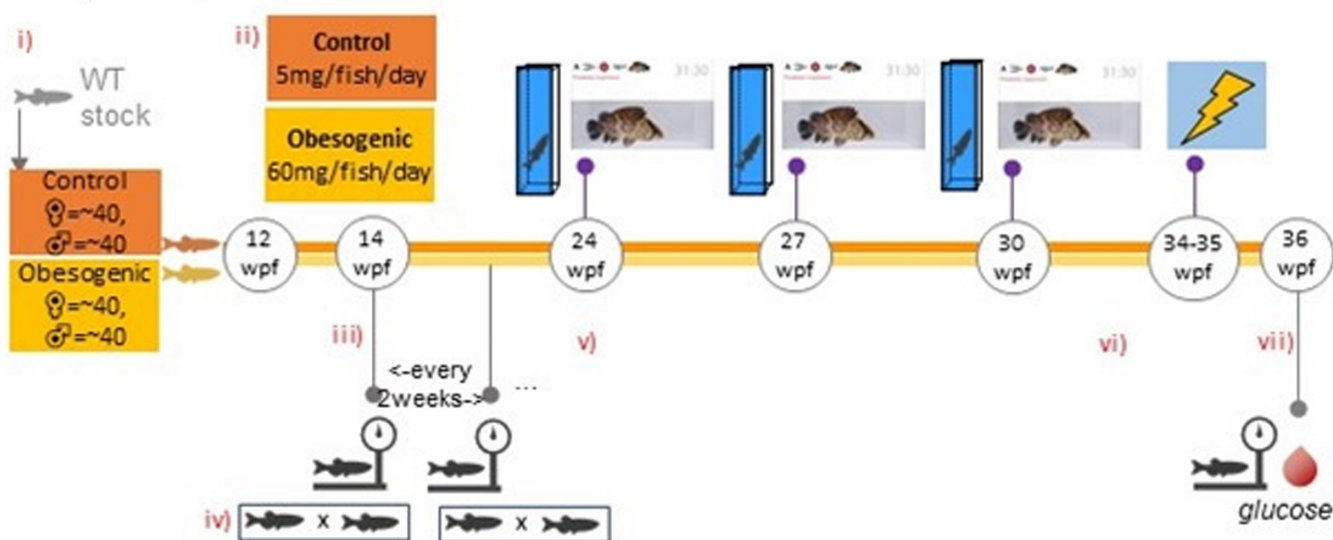 i)
WT
stock
Control
♀=~40,
♂=~40
Obesogenic
♀=~40,
♂=~40
ii)
Control
5mg/fish/day
Obesogenic
60mg/fish/day
A
31:30
A
31:30
A
31:30
12
wpf
14
wpf
24
wpf
27
wpf
30
wpf
34-35
wpf
36
wpf
iii)
<-every
2weeks->
...
iv)
x
x
v)
vi)
vii)
glucose